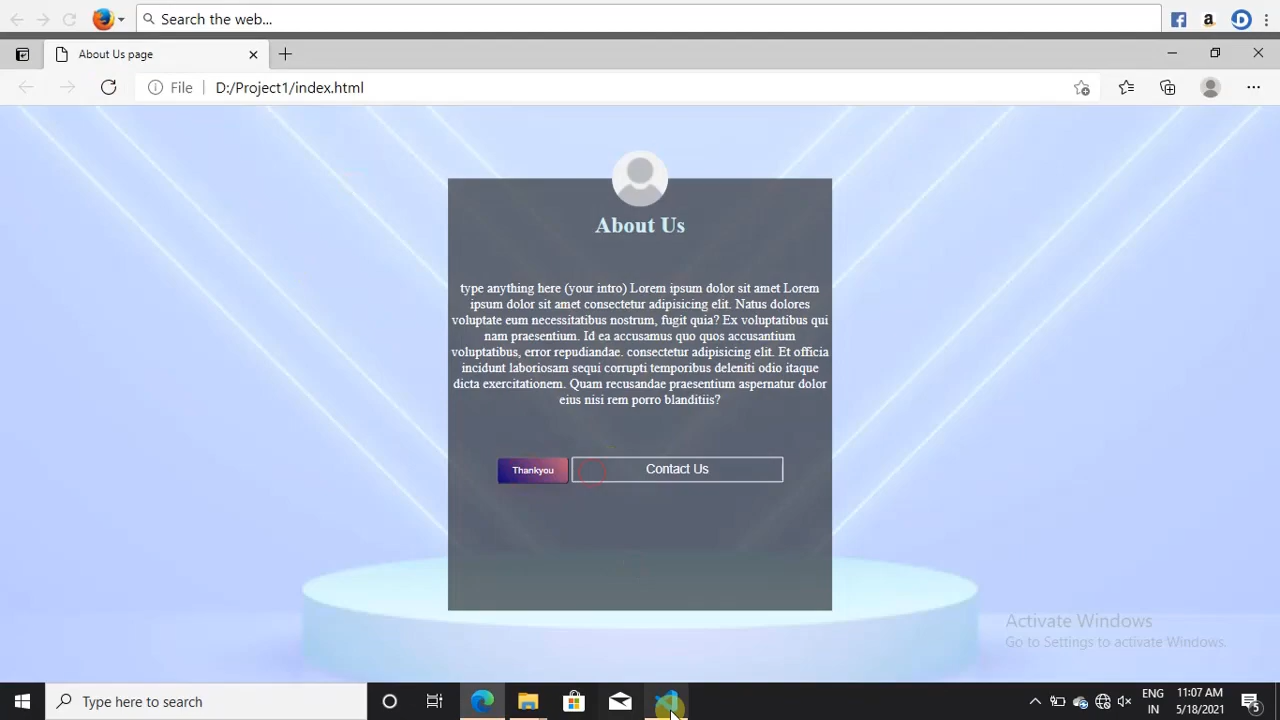 Search the web...
About Us page
File
D:/Project1/index.html
About Us
type anything here (your intro) Lorem ipsum dolor sit amet Lorem
ipsum dolor sit amet consectetur adipisicing elit. Natus dolores
voluptate eum necessitatibus nostrum, fugit quia? Ex voluptatibus qui
nam praesentium. Id ea accusamus quo quos accusantium
voluptatibus, error repudiandae. consectetur adipisicing elit. Et officia
incidunt laboriosam sequi corrupti temporibus deleniti odio itaque
dicta exercitationem. Quam recusandae praesentium aspernatur dolor
eius nisi rem porro blanditiis?
Thankyou
Contact Us
Activate Windows
Go to Settings to activate Windows.
Type here to search
ENG
IN
11:07 AM
5/18/2021
5